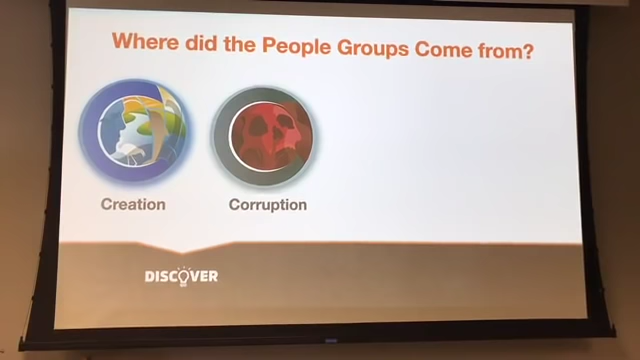 Where did the People Groups Come from?
Creation
Corruption
DISCOVER